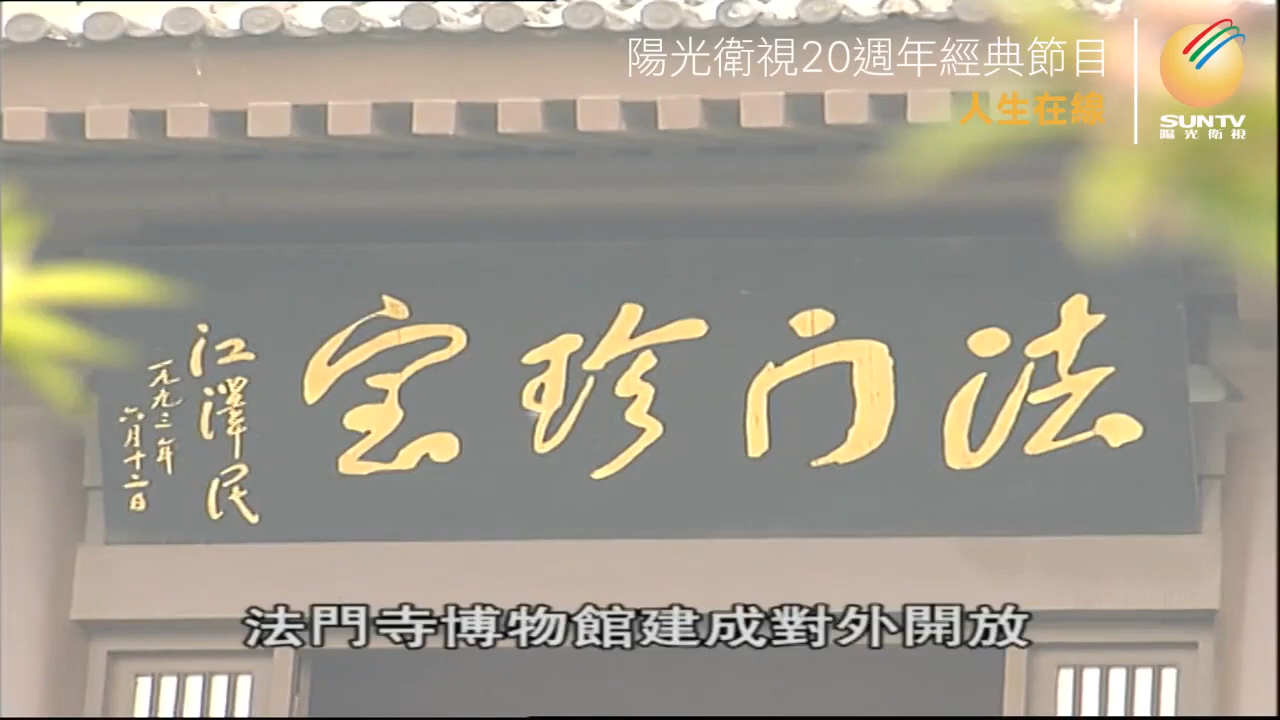 陽光衛視20週年經典節目
人生在線
SUNTV
陽光衛視
法门珍宝
江澤民
一九九三年
六月十二日
法門寺博物館建成對外開放